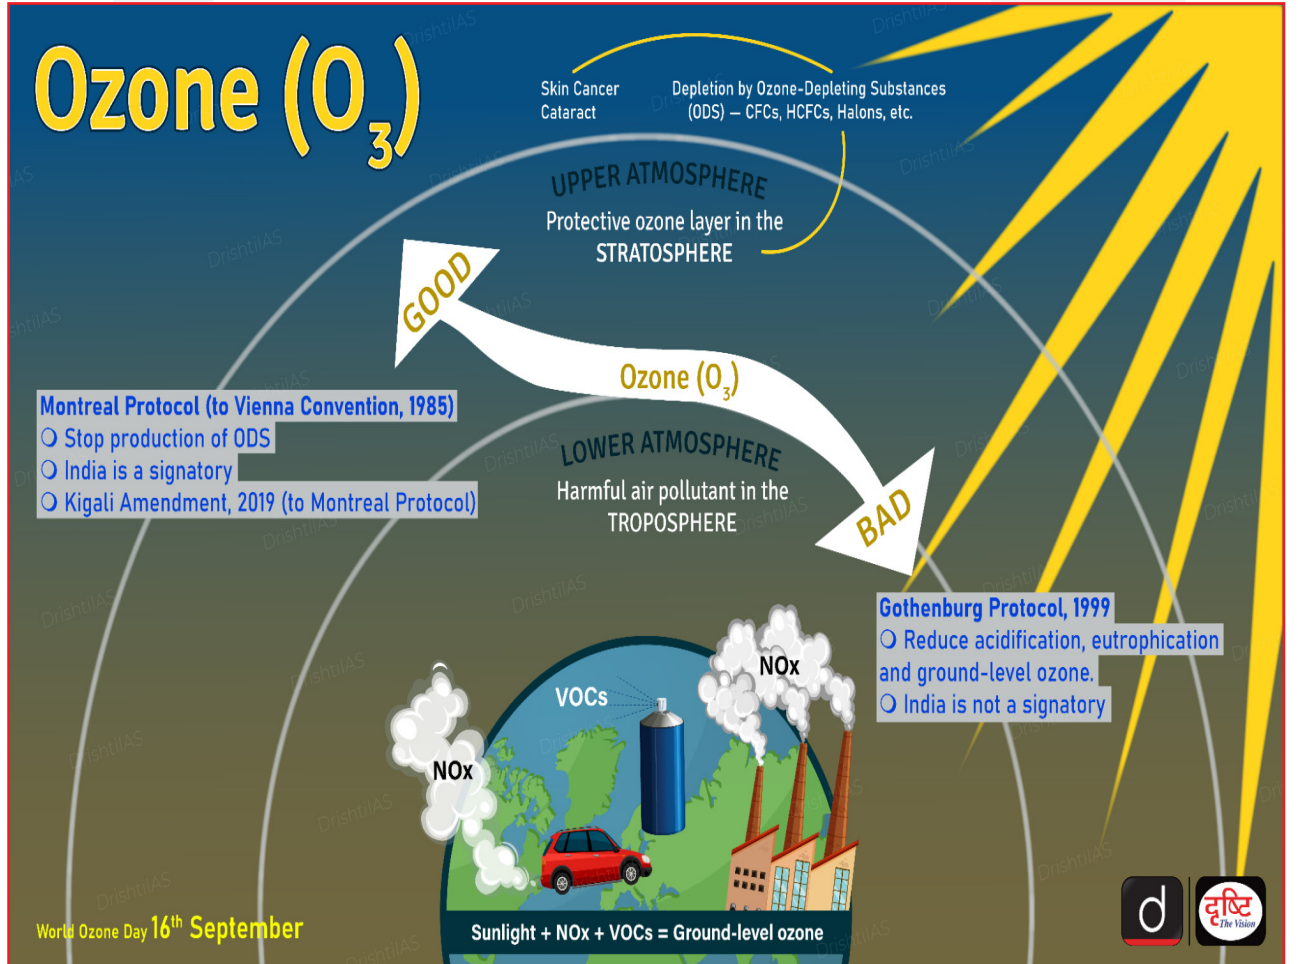 Ozone (O3)
Skin Cancer
Cataract
Depletion by Ozone-Depleting Substances
(ODS) – CFCs, HCFCs, Halons, etc.
UPPER ATMOSPHERE
Protective ozone layer in the
STRATOSPHERE
GOOD
Ozone (O3)
BAD
Montreal Protocol (to Vienna Convention, 1985)
Stop production of ODS
India is a signatory
Kigali Amendment, 2019 (to Montreal Protocol)
LOWER ATMOSPHERE
Harmful air pollutant in the
TROPOSPHERE
Gothenburg Protocol, 1999
Reduce acidification, eutrophication
and ground-level ozone.
India is not a signatory
NOx
VOCs
NOx
Sunlight + NOx + VOCs = Ground-level ozone
World Ozone Day 16th September
d
दृष्टि
The Vision
DrishtiIAS